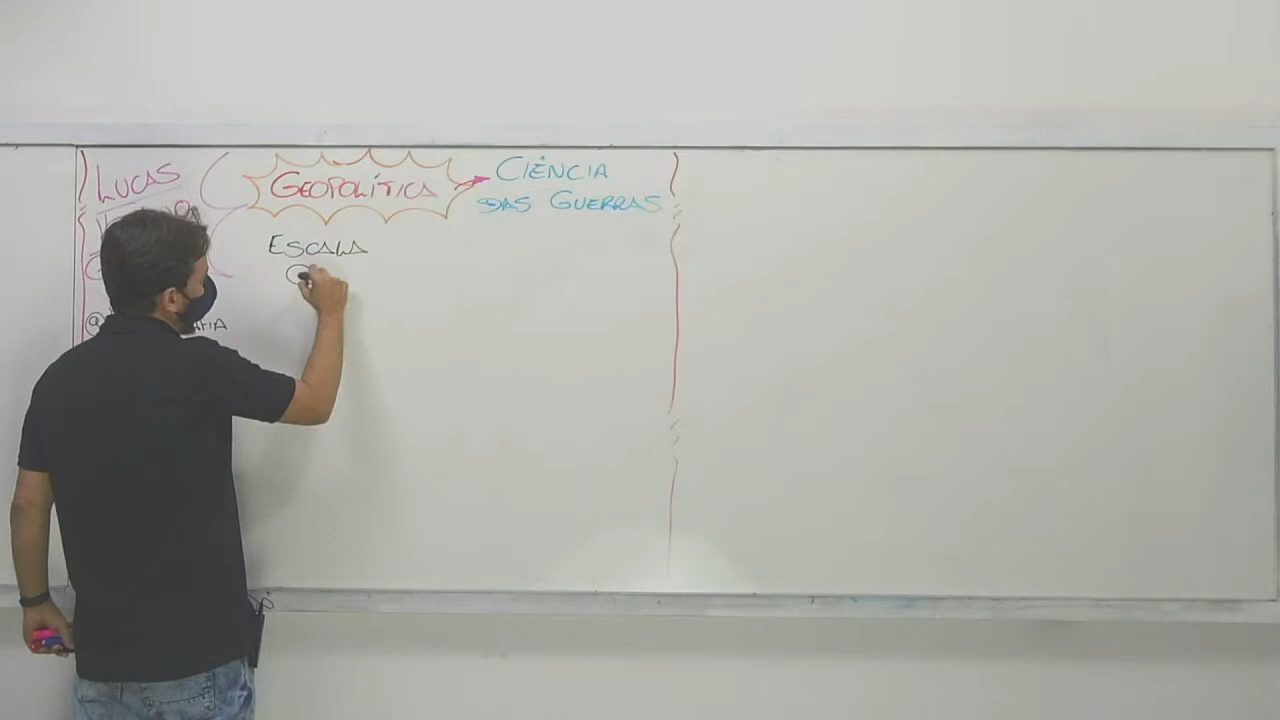 LUCAS
GEOPOLÍTICA
CIÊNCIA
DAS GUERRAS
ESCALA